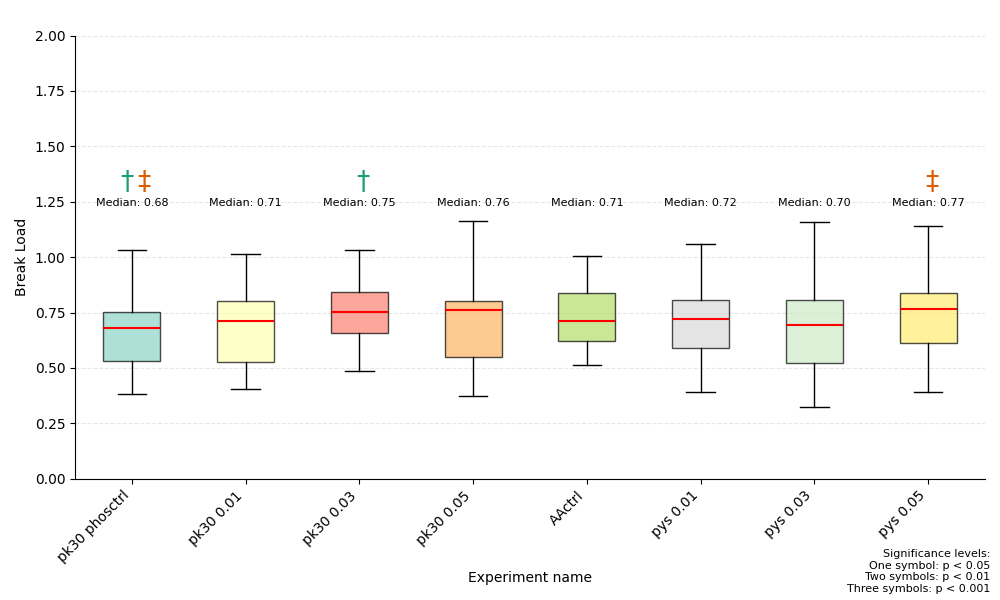 2.00
1.75
1.50
† ‡ † ‡
1.25
Median: 0.68 Median: 0.71 Median: 0.75 Median: 0.76 Median: 0.71 Median: 0.72 Median: 0.70 Median: 0.77
Break Load
1.00
0.75
0.50
0.25
0.00
pk30 phosctrl
pk30 0.01
pk30 0.03
pk30 0.05
AActrl
pys 0.01
pys 0.03
pys 0.05
Experiment name
Significance levels:
One symbol: p < 0.05
Two symbols: p < 0.01
Three symbols: p < 0.001